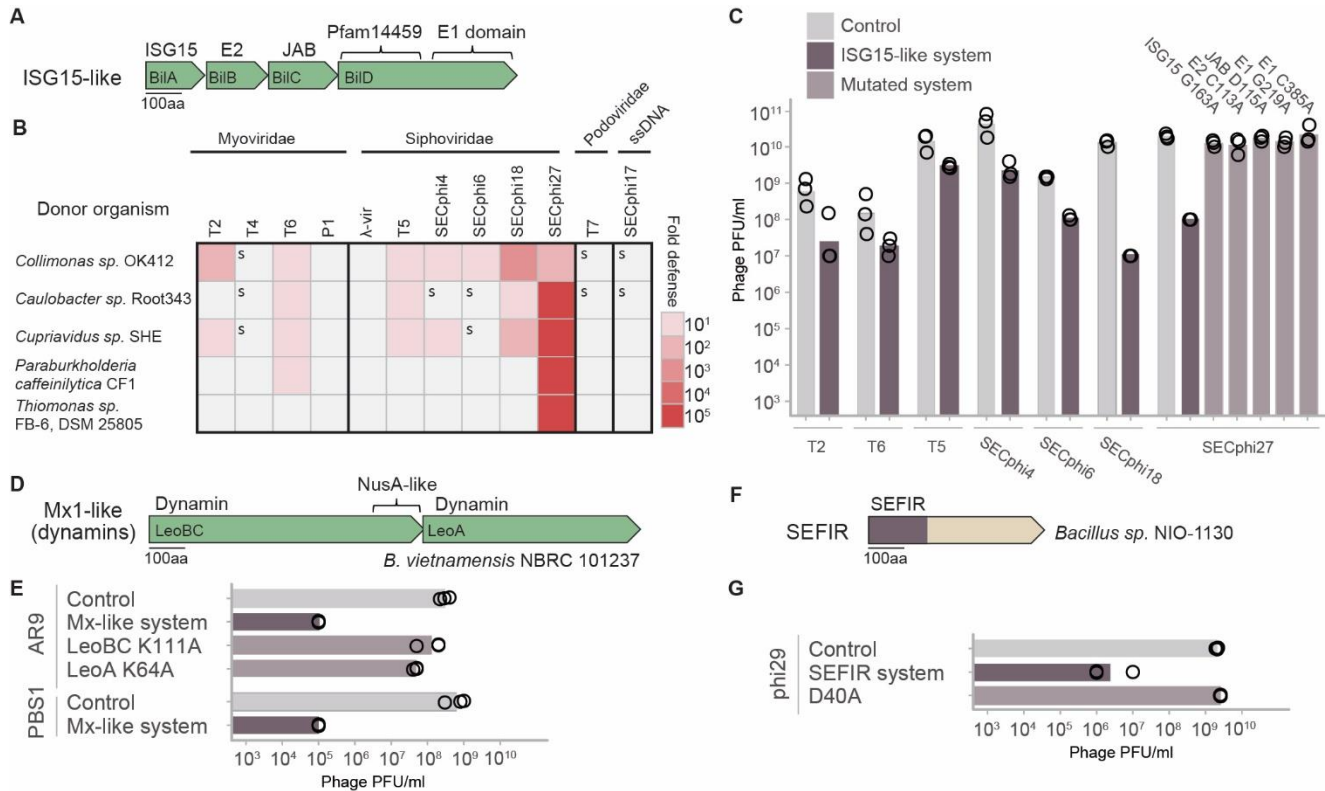 A
ISG15 E2 JAB Pfam14459 E1 domain
ISG15-like
BilA BilB BilC BilD
100aa
B
Myoviridae Siphoviridae Podoviridae ssDNA
Donor organism
T2 T4 T6 P1 λ-vir T5 SECphi4 SECphi6 SECphi18 SECphi27 T7 SECphi17
Collimonas sp. OK412
s s s
Caulobacter sp. Root343
s s s s s
Cupriavidus sp. SHE
s s
Paraburkholderia
caffeinilytica CF1
Thiomonas sp.
FB-6, DSM 25805
Fold defense
10¹
10²
10³
10⁴
10⁵
C
Control
ISG15-like system
Mutated system
ISG15 G163A
E2 C113A
JAB D115A
E1 G219A
E1 C385A
Phage PFU/ml
10¹¹
10¹⁰
10⁹
10⁸
10⁷
10⁶
10⁵
10⁴
10³
T2 T6 T5 SECphi4 SECphi6 SECphi18 SECphi27
D
NusA-like
Mx1-like
(dynamins)
Dynamin Dynamin
LeoBC LeoA
100aa
B. vietnamensis NBRC 101237
E
AR9
Control
Mx-like system
LeoBC K111A
LeoA K64A
PBS1
Control
Mx-like system
10³ 10⁴ 10⁵ 10⁶ 10⁷ 10⁸ 10⁹ 10¹⁰
Phage PFU/ml
F
SEFIR
SEFIR
Bacillus sp. NIO-1130
100aa
G
phi29
Control
SEFIR system
D40A
10³ 10⁴ 10⁵ 10⁶ 10⁷ 10⁸ 10⁹ 10¹⁰
Phage PFU/ml